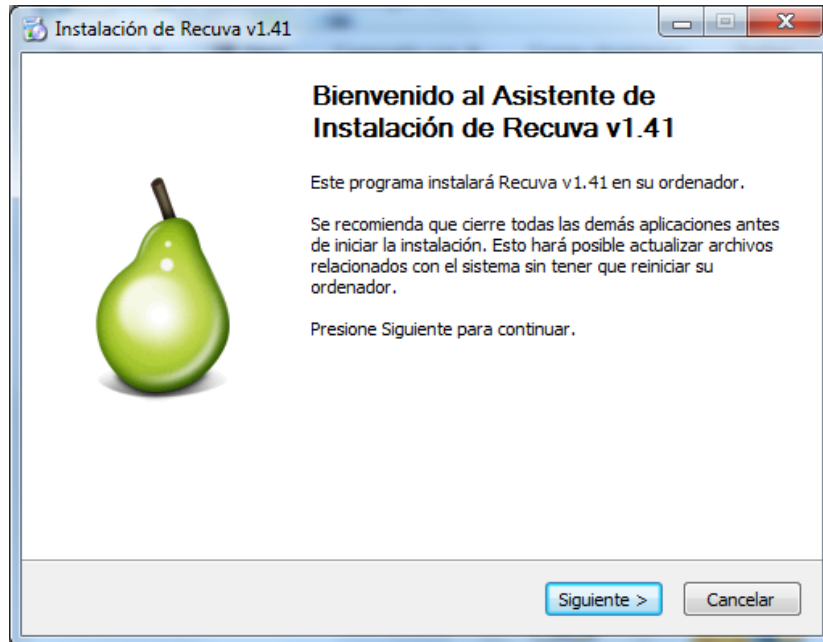 Instalación de Recuva v1.41
Bienvenido al Asistente de
Instalación de Recuva v1.41
Este programa instalará Recuva v1.41 en su ordenador.
Se recomienda que cierre todas las demás aplicaciones antes
de iniciar la instalación. Esto hará posible actualizar archivos
relacionados con el sistema sin tener que reiniciar su
ordenador.
Presione Siguiente para continuar.
Siguiente >
Cancelar